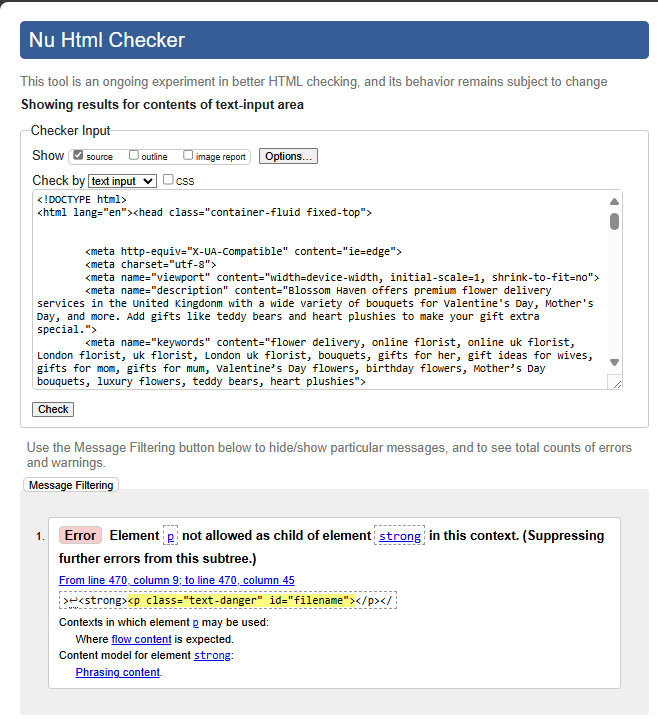 Nu Html Checker
This tool is an ongoing experiment in better HTML checking, and its behavior remains subject to change
Showing results for contents of text-input area
Checker Input
Show source outline image report Options...
Check by text input CSS
<!DOCTYPE html>
<html lang="en"><head class="container-fluid fixed-top">
<meta http-equiv="X-UA-Compatible" content="ie=edge">
<meta charset="utf-8">
<meta name="viewport" content="width=device-width, initial-scale=1, shrink-to-fit=no">
<meta name="description" content="Blossom Haven offers premium flower delivery
services in the United Kingdonm with a wide variety of bouquets for Valentine's Day, Mother's
Day, and more. Add gifts like teddy bears and heart plushies to make your gift extra
special.">
<meta name="keywords" content="flower delivery, online florist, online uk florist,
London florist, uk florist, London uk florist, bouquets, gifts for her, gift ideas for wives,
gifts for mom, gifts for mum, Valentine’s Day flowers, birthday flowers, Mother’s Day
bouquets, luxury flowers, teddy bears, heart plushies">
Check
Use the Message Filtering button below to hide/show particular messages, and to see total counts of errors
and warnings.
Message Filtering
1. Error Element p not allowed as child of element strong in this context. (Suppressing
further errors from this subtree.)
From line 470, column 9; to line 470, column 45
>↩<strong><p class="text-danger" id="filename"></p></
Contexts in which element p may be used:
Where flow content is expected.
Content model for element strong:
Phrasing content.